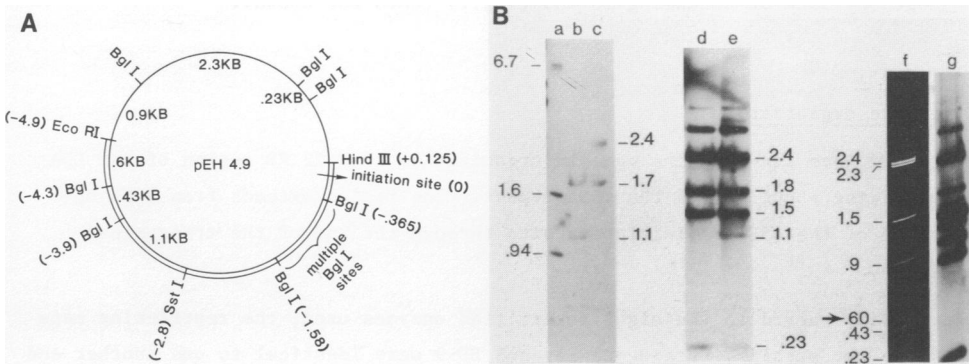 A
Bgl I
2.3KB
Bgl I
Bgl I
.23KB
0.9KB
(-4.9) Eco RI
.6KB
pEH 4.9
Hind III (+0.125)
initiation site (0)
(-4.3) Bgl I
.43KB
Bgl I (-.365)
multiple
Bgl I
sites
(-3.9) Bgl I
1.1KB
(-2.8) Sst I
Bgl I (-1.58)
B
a b c
6.7
2.4
1.6
1.7
1.1
.94
d e
2.4
1.8
1.5
1.1
.23
f g
2.4
2.3
1.5
.9
.60
.43
.23